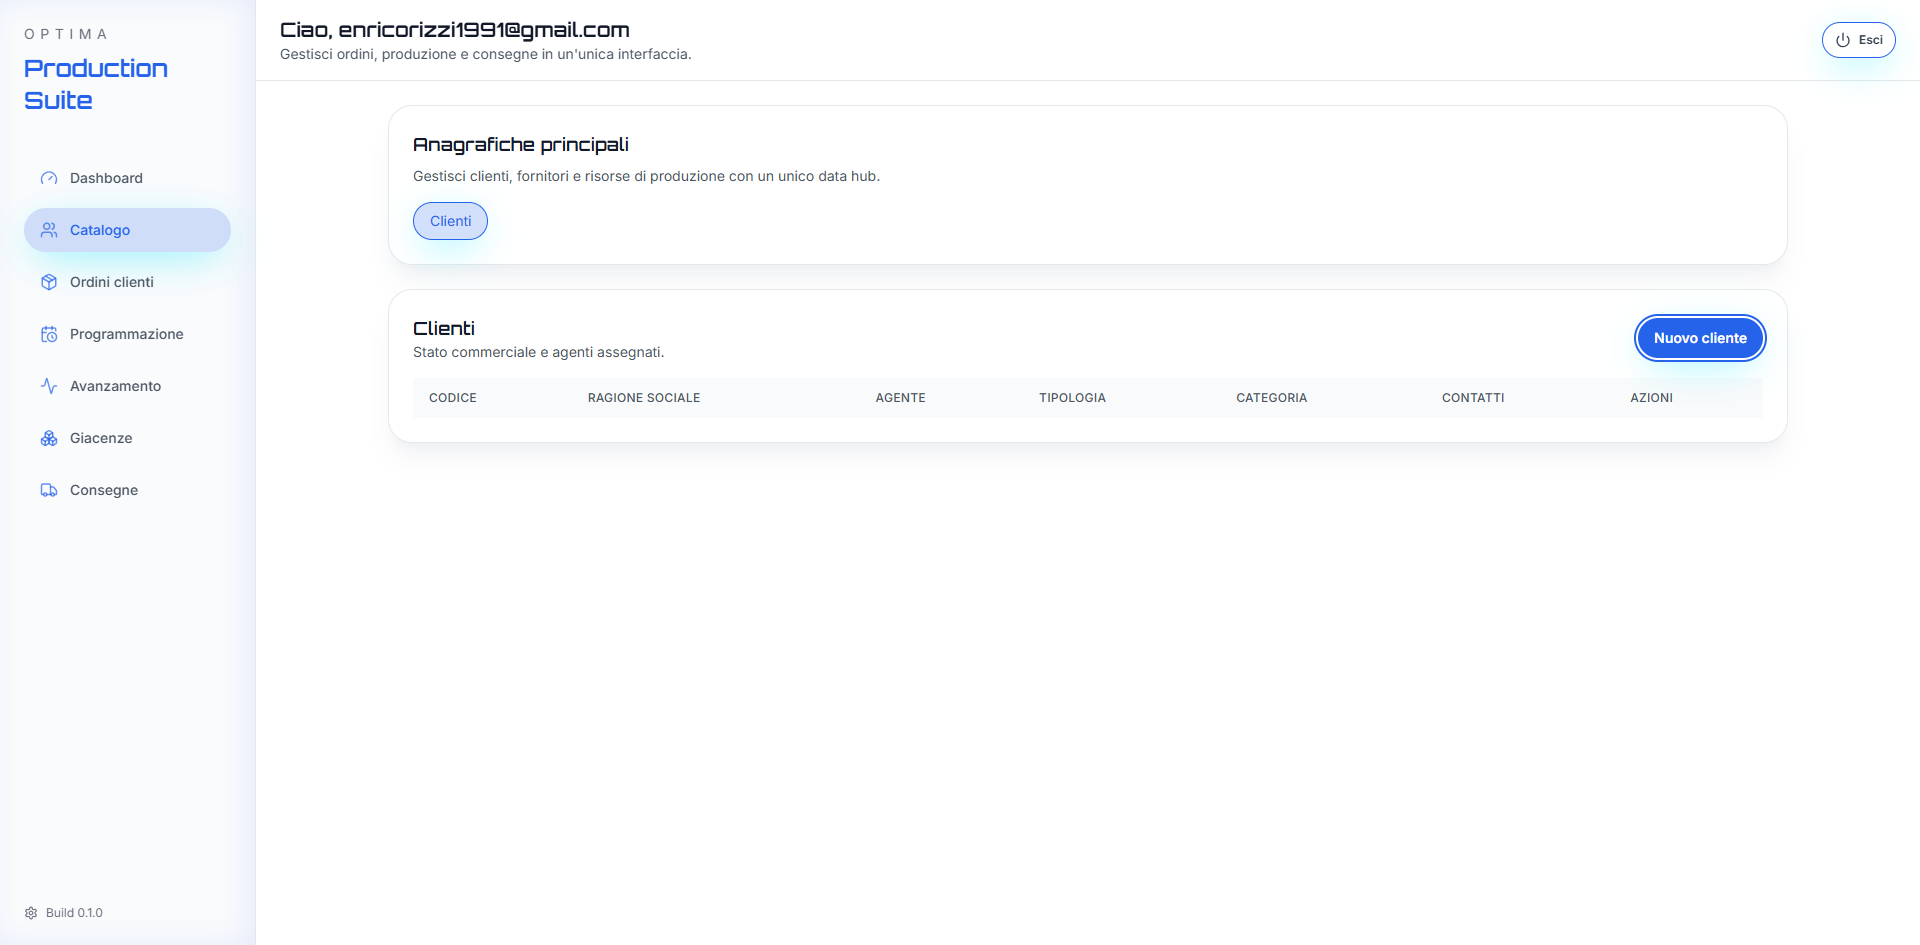 OPTIMA
Production
Suite
Dashboard
Catalogo
Ordini clienti
Programmazione
Avanzamento
Giacenze
Consegne
Build 0.1.0
Ciao, enricorizzi1991@gmail.com
Gestisci ordini, produzione e consegne in un'unica interfaccia.
Esci
Anagrafiche principali
Gestisci clienti, fornitori e risorse di produzione con un unico data hub.
Clienti
Clienti
Stato commerciale e agenti assegnati.
Nuovo cliente
CODICE RAGIONE SOCIALE AGENTE TIPOLOGIA CATEGORIA CONTATTI AZIONI